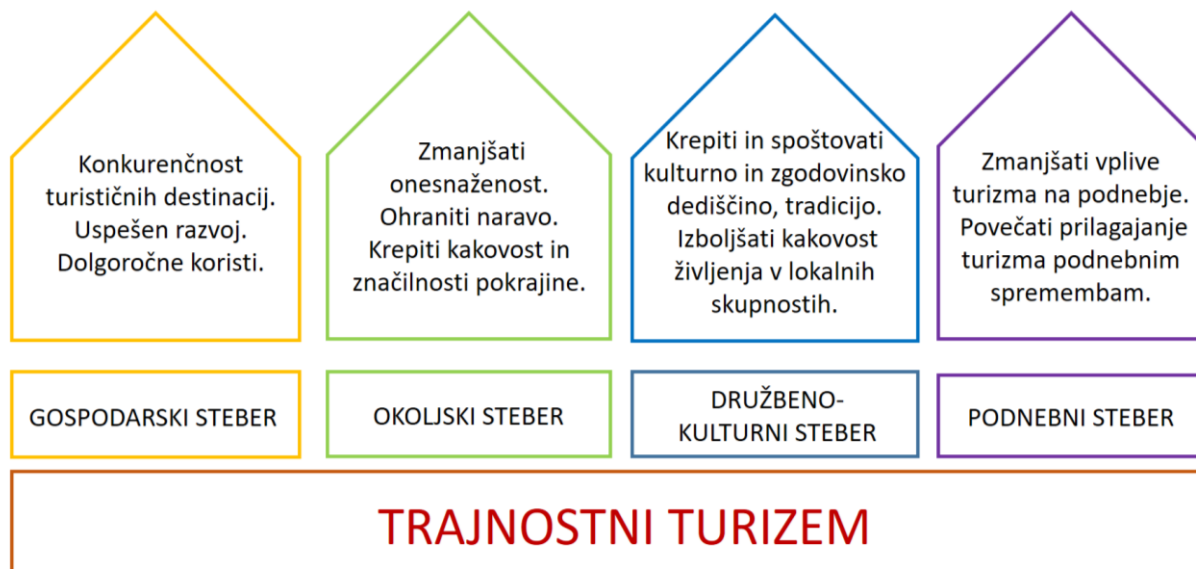 Konkurenčnost
turističnih destinacij.
Uspešen razvoj.
Dolgoročne koristi.
Zmanjšati
onesnaženost.
Ohraniti naravo.
Krepiti kakovost in
značilnosti pokrajine.
Krepiti in spoštovati
kulturno in zgodovinsko
dediščino, tradicijo.
Izboljšati kakovost
življenja v lokalnih
skupnostih.
Zmanjšati vplive
turizma na podnebje.
Povečati prilagajanje
turizma podnebnim
spremembam.
GOSPODARSKI STEBER
OKOLJSKI STEBER
DRUŽBENO-
KULTURNI STEBER
PODNEBNI STEBER
TRAJNOSTNI TURIZEM